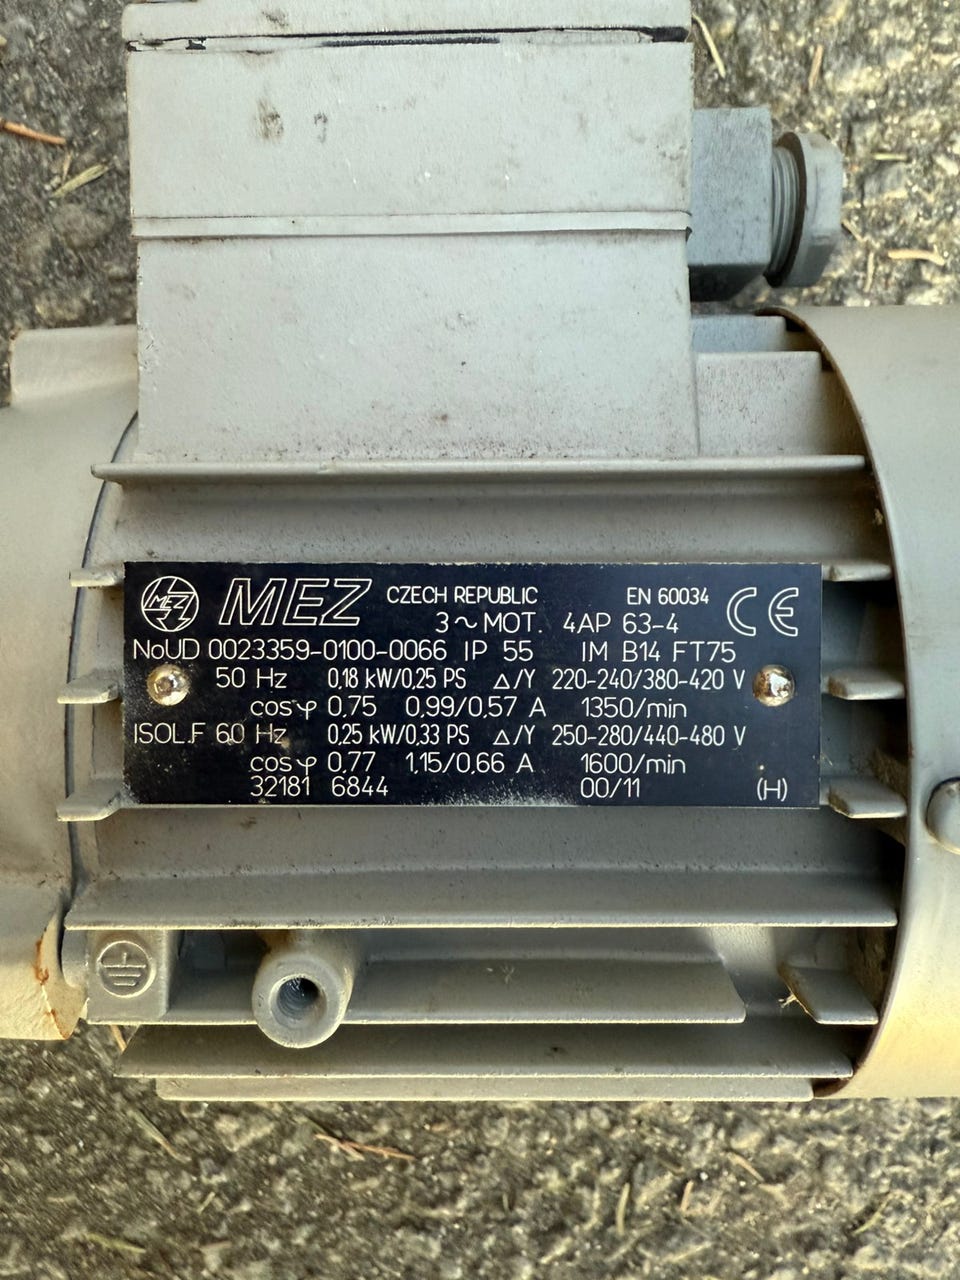 MEZ MEZ CZECH REPUBLIC EN 60034 CE
3~MOT. 4AP 63-4
NoUD 0023359-0100-0066 IP 55 IM B14 FT75
50 Hz 0,18 kW/0,25 PS △/Y 220-240/380-420 V
cosφ 0,75 0,99/0,57 A 1350/min
ISOL.F 60 Hz 0,25 kW/0,33 PS △/Y 250-280/440-480 V
cosφ 0,77 1,15/0,66 A 1600/min
32181 6844 00/11 (H)